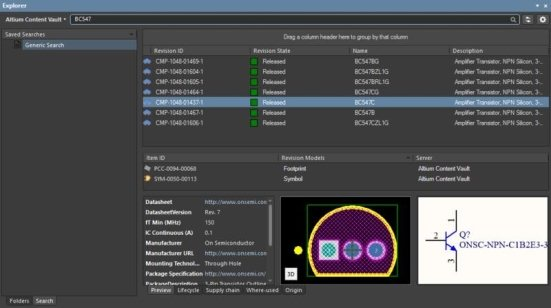 Explorer
Altium Content Vault BC547
Saved Searches
Generic Search
Drag a column header here to group by that column
Revision ID Revision State Name Description
CMP-1048-01469-1 Released BC547BG Amplifier Transistor, NPN Silicon, 3-...
CMP-1048-01604-1 Released BC547BZL1G Amplifier Transistor, NPN Silicon, 3-...
CMP-1048-01605-1 Released BC547BRL1G Amplifier Transistor, NPN Silicon, 3-...
CMP-1048-01464-1 Released BC547CG Amplifier Transistor, NPN Silicon, 3-...
CMP-1048-01437-1 Released BC547C Amplifier Transistor, NPN Silicon, 3-...
CMP-1048-01467-1 Released BC547B Amplifier Transistor, NPN Silicon, 3-...
CMP-1048-01606-1 Released BC547CZL1G Amplifier Transistor, NPN Silicon, 3-...
Item ID Revision Models Server
PCC-0094-00068 Footprint Altium Content Vault
SYM-0050-00113 Symbol Altium Content Vault
Datasheet http://www.onsemi.con
DatasheetVersion Rev. 7
fT Min (MHz) 150
IC Continuous (A) 0.1
Manufacturer On Semiconductor
Manufacturer URL http://www.onsemi.con
Mounting Technol... Through Hole
Package Specification http://www.onsemi.cn/
PackageDescription 3-Pin Transistor Outline
3D
1
2
3
Q?
ONSC-NPN-C1B2E3-3
Preview Lifecycle Supply chain Where-used Origin
Folders Search